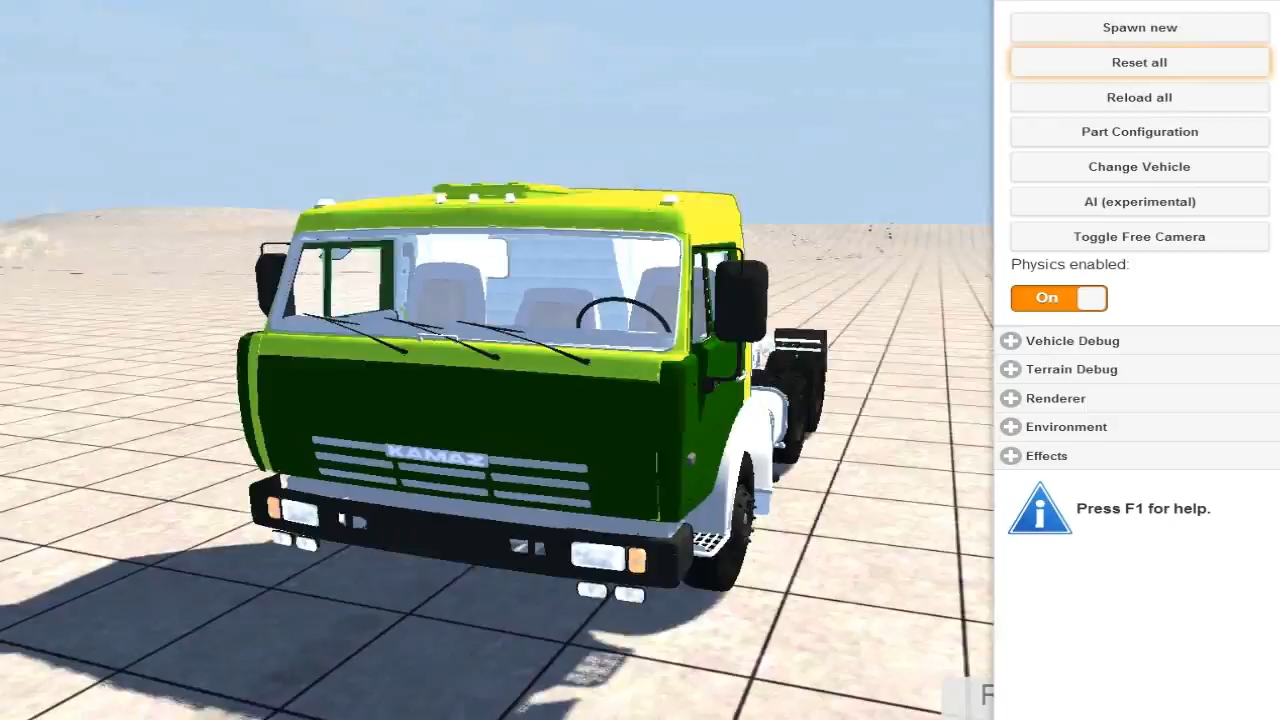 Spawn new
Reset all
Reload all
Part Configuration
Change Vehicle
AI (experimental)
Toggle Free Camera
Physics enabled:
On
Vehicle Debug
Terrain Debug
Renderer
Environment
Effects
Press F1 for help.
KAMAZ